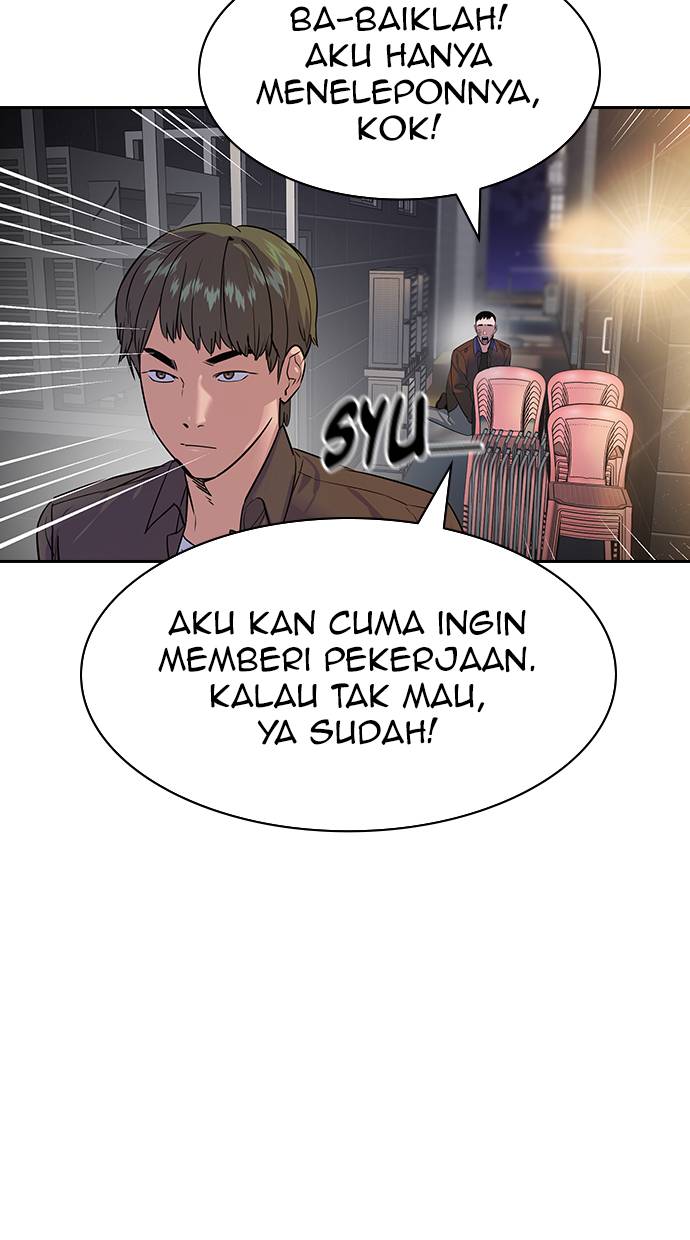 BA-BAIKLAH!
AKU HANYA
MENELEPONNYA,
KOK!
SYU
AKU KAN CUMA INGIN
MEMBERI PEKERJAAN.
KALAU TAK MAU,
YA SUDAH!